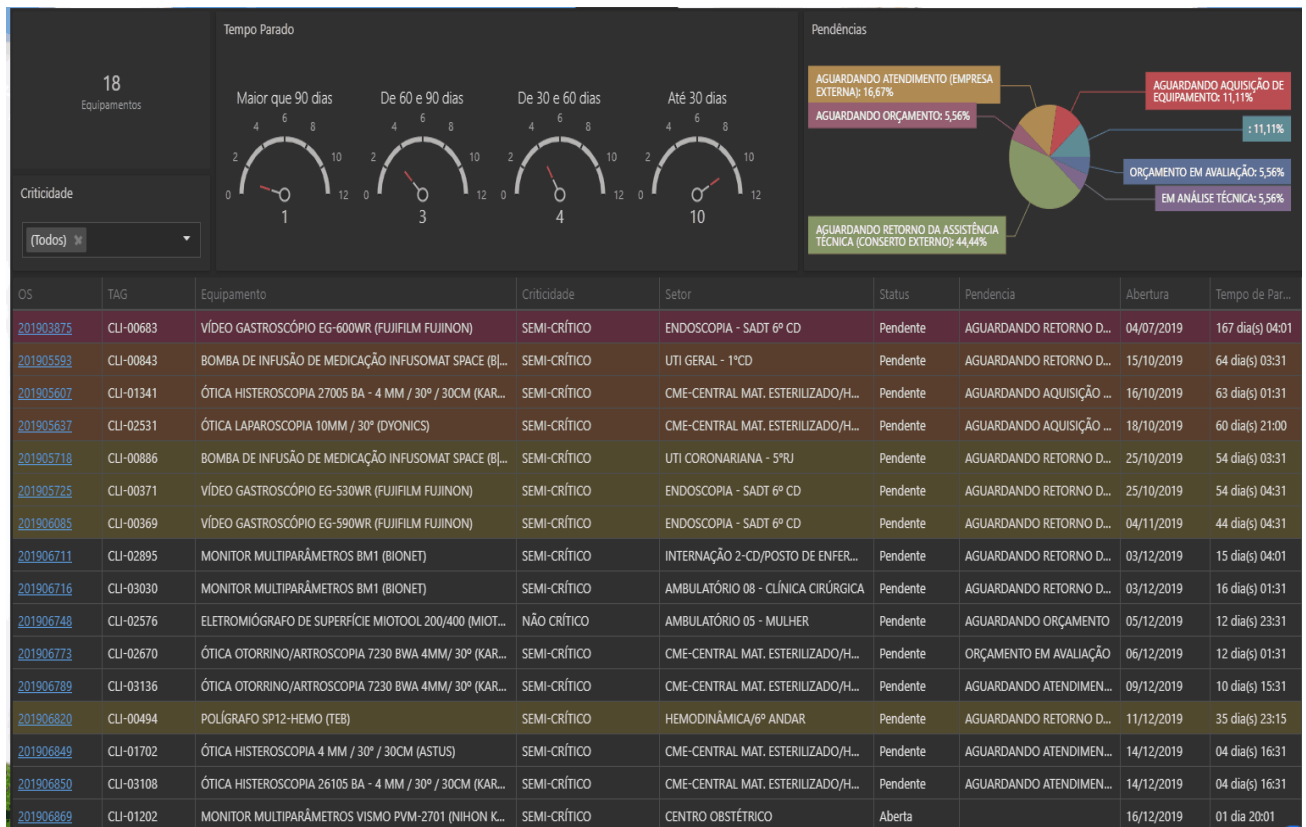 18
Equipamentos
Criticidade
(Todos)
Tempo Parado
Maior que 90 dias
0 2 4 6 8 10 12
1
De 60 e 90 dias
0 2 4 6 8 10 12
3
De 30 e 60 dias
0 2 4 6 8 10 12
4
Até 30 dias
0 2 4 6 8 10 12
10
Pendências
AGUARDANDO ATENDIMENTO (EMPRESA
EXTERNA): 16,67%
AGUARDANDO ORÇAMENTO: 5,56%
AGUARDANDO RETORNO DA ASSISTÊNCIA
TÉCNICA (CONSERTO EXTERNO): 44,44%
AGUARDANDO AQUISIÇÃO DE
EQUIPAMENTO: 11,11%
: 11,11%
ORÇAMENTO EM AVALIAÇÃO: 5,56%
EM ANÁLISE TÉCNICA: 5,56%
OS TAG Equipamento Criticidade Setor Status Pendencia Abertura Tempo de Par...
201903875 CLI-00683 VÍDEO GASTROSCÓPIO EG-600WR (FUJIFILM FUJINON) SEMI-CRÍTICO ENDOSCOPIA - SADT 6º CD Pendente AGUARDANDO RETORNO D... 04/07/2019 167 dia(s) 04:01
201905593 CLI-00843 BOMBA DE INFUSÃO DE MEDICAÇÃO INFUSOMAT SPACE (B|... SEMI-CRÍTICO UTI GERAL - 1ºCD Pendente AGUARDANDO RETORNO D... 15/10/2019 64 dia(s) 03:31
201905607 CLI-01341 ÓTICA HISTEROSCOPIA 27005 BA - 4 MM / 30º / 30CM (KAR... SEMI-CRÍTICO CME-CENTRAL MAT. ESTERILIZADO/H... Pendente AGUARDANDO AQUISIÇÃO ... 16/10/2019 63 dia(s) 01:31
201905637 CLI-02531 ÓTICA LAPAROSCOPIA 10MM / 30° (DYONICS) SEMI-CRÍTICO CME-CENTRAL MAT. ESTERILIZADO/H... Pendente AGUARDANDO AQUISIÇÃO ... 18/10/2019 60 dia(s) 21:00
201905718 CLI-00886 BOMBA DE INFUSÃO DE MEDICAÇÃO INFUSOMAT SPACE (B|... SEMI-CRÍTICO UTI CORONARIANA - 5ºRJ Pendente AGUARDANDO RETORNO D... 25/10/2019 54 dia(s) 03:31
201905725 CLI-00371 VÍDEO GASTROSCÓPIO EG-530WR (FUJIFILM FUJINON) SEMI-CRÍTICO ENDOSCOPIA - SADT 6º CD Pendente AGUARDANDO RETORNO D... 25/10/2019 54 dia(s) 04:31
201906085 CLI-00369 VÍDEO GASTROSCÓPIO EG-590WR (FUJIFILM FUJINON) SEMI-CRÍTICO ENDOSCOPIA - SADT 6º CD Pendente AGUARDANDO RETORNO D... 04/11/2019 44 dia(s) 04:31
201906711 CLI-02895 MONITOR MULTIPARÂMETROS BM1 (BIONET) SEMI-CRÍTICO INTERNAÇÃO 2-CD/POSTO DE ENFER... Pendente AGUARDANDO RETORNO D... 03/12/2019 15 dia(s) 04:01
201906716 CLI-03030 MONITOR MULTIPARÂMETROS BM1 (BIONET) SEMI-CRÍTICO AMBULATÓRIO 08 - CLÍNICA CIRÚRGICA Pendente AGUARDANDO RETORNO D... 03/12/2019 16 dia(s) 01:31
201906748 CLI-02576 ELETROMIÓGRAFO DE SUPERFÍCIE MIOTOOL 200/400 (MIOT... NÃO CRÍTICO AMBULATÓRIO 05 - MULHER Pendente AGUARDANDO ORÇAMENTO 05/12/2019 12 dia(s) 23:31
201906773 CLI-02670 ÓTICA OTORRINO/ARTROSCOPIA 7230 BWA 4MM/ 30º (KAR... SEMI-CRÍTICO CME-CENTRAL MAT. ESTERILIZADO/H... Pendente ORÇAMENTO EM AVALIAÇÃO 06/12/2019 12 dia(s) 01:31
201906789 CLI-03136 ÓTICA OTORRINO/ARTROSCOPIA 7230 BWA 4MM/ 30º (KAR... SEMI-CRÍTICO CME-CENTRAL MAT. ESTERILIZADO/H... Pendente AGUARDANDO ATENDIMEN... 09/12/2019 10 dia(s) 15:31
201906820 CLI-00494 POLÍGRAFO SP12-HEMO (TEB) SEMI-CRÍTICO HEMODINÂMICA/6º ANDAR Pendente AGUARDANDO RETORNO D... 11/12/2019 35 dia(s) 23:15
201906849 CLI-01702 ÓTICA HISTEROSCOPIA 4 MM / 30° / 30CM (ASTUS) SEMI-CRÍTICO CME-CENTRAL MAT. ESTERILIZADO/H... Pendente AGUARDANDO ATENDIMEN... 14/12/2019 04 dia(s) 16:31
201906850 CLI-03108 ÓTICA HISTEROSCOPIA 26105 BA - 4 MM / 30º / 30CM (KAR... SEMI-CRÍTICO CME-CENTRAL MAT. ESTERILIZADO/H... Pendente AGUARDANDO ATENDIMEN... 14/12/2019 04 dia(s) 16:31
201906869 CLI-01202 MONITOR MULTIPARÂMETROS VISMO PVM-2701 (NIHON K... SEMI-CRÍTICO CENTRO OBSTÉTRICO Aberta 16/12/2019 01 dia 20:01